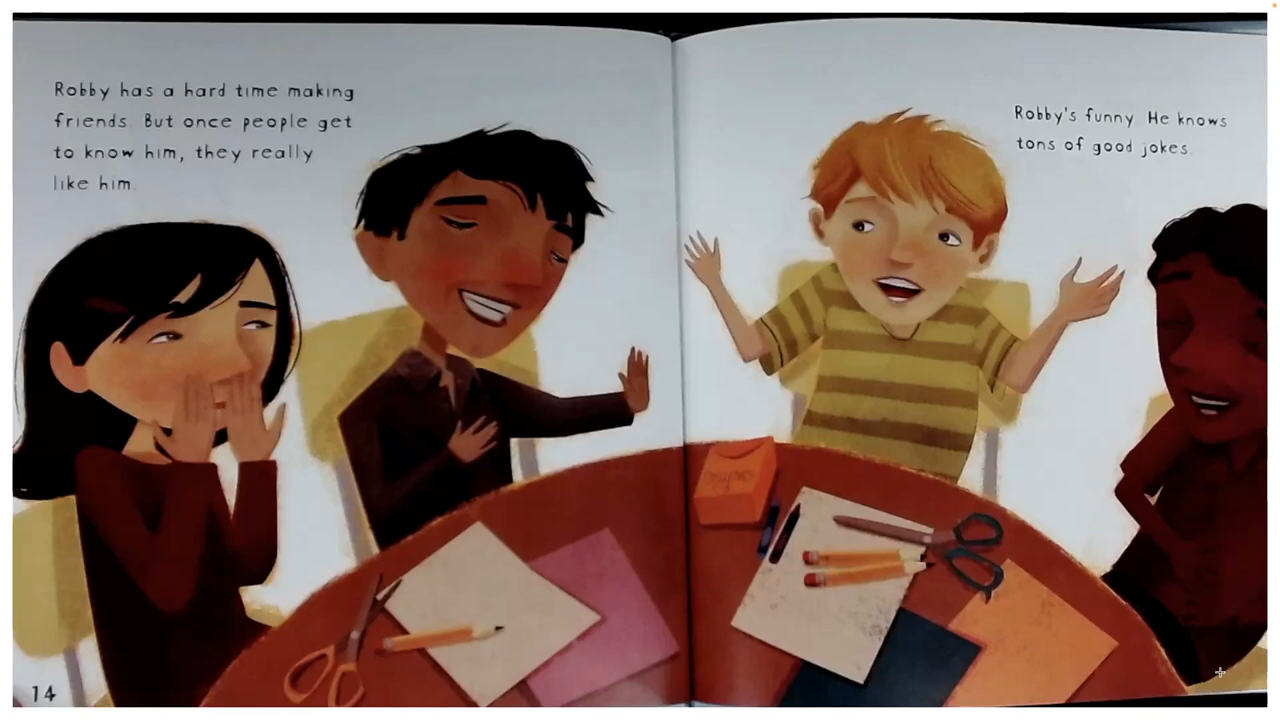 Robby has a hard time making
friends. But once people get
to know him, they really
like him.
Robby's funny. He knows
tons of good jokes.
crayons
14